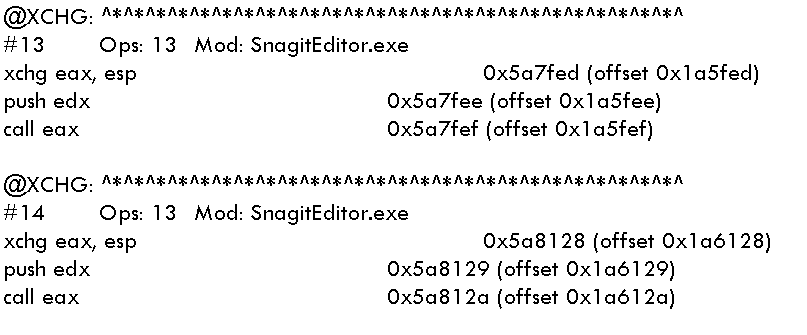 @XCHG: ^*^*^*^*^*^*^*^*^*^*^*^*^*^*^*^*^*^*^*^*^*^*^*^*^*^*^
#13 Ops: 13 Mod: SnagitEditor.exe
xchg eax, esp 0x5a7fed (offset 0x1a5fed)
push edx 0x5a7fee (offset 0x1a5fee)
call eax 0x5a7fef (offset 0x1a5fef)
@XCHG: ^*^*^*^*^*^*^*^*^*^*^*^*^*^*^*^*^*^*^*^*^*^*^*^*^*^*^
#14 Ops: 13 Mod: SnagitEditor.exe
xchg eax, esp 0x5a8128 (offset 0x1a6128)
push edx 0x5a8129 (offset 0x1a6129)
call eax 0x5a812a (offset 0x1a612a)